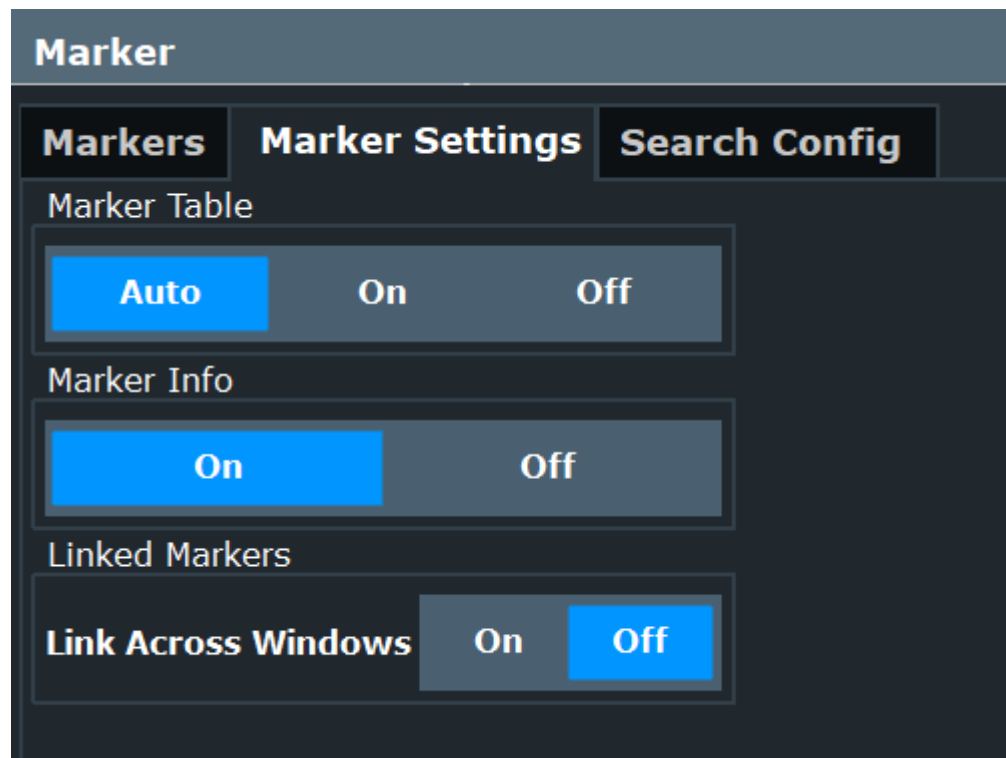 Marker
Markers Marker Settings Search Config
Marker Table
Auto On Off
Marker Info
On Off
Linked Markers
Link Across Windows On Off